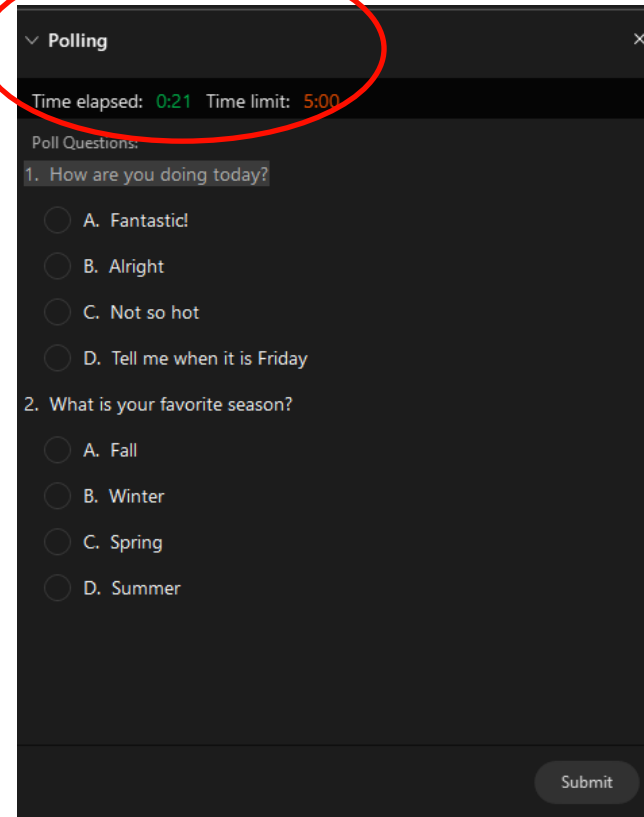 Polling
Time elapsed: 0:21 Time limit: 5:00
Poll Questions:
1. How are you doing today?
A. Fantastic!
B. Alright
C. Not so hot
D. Tell me when it is Friday
2. What is your favorite season?
A. Fall
B. Winter
C. Spring
D. Summer
Submit